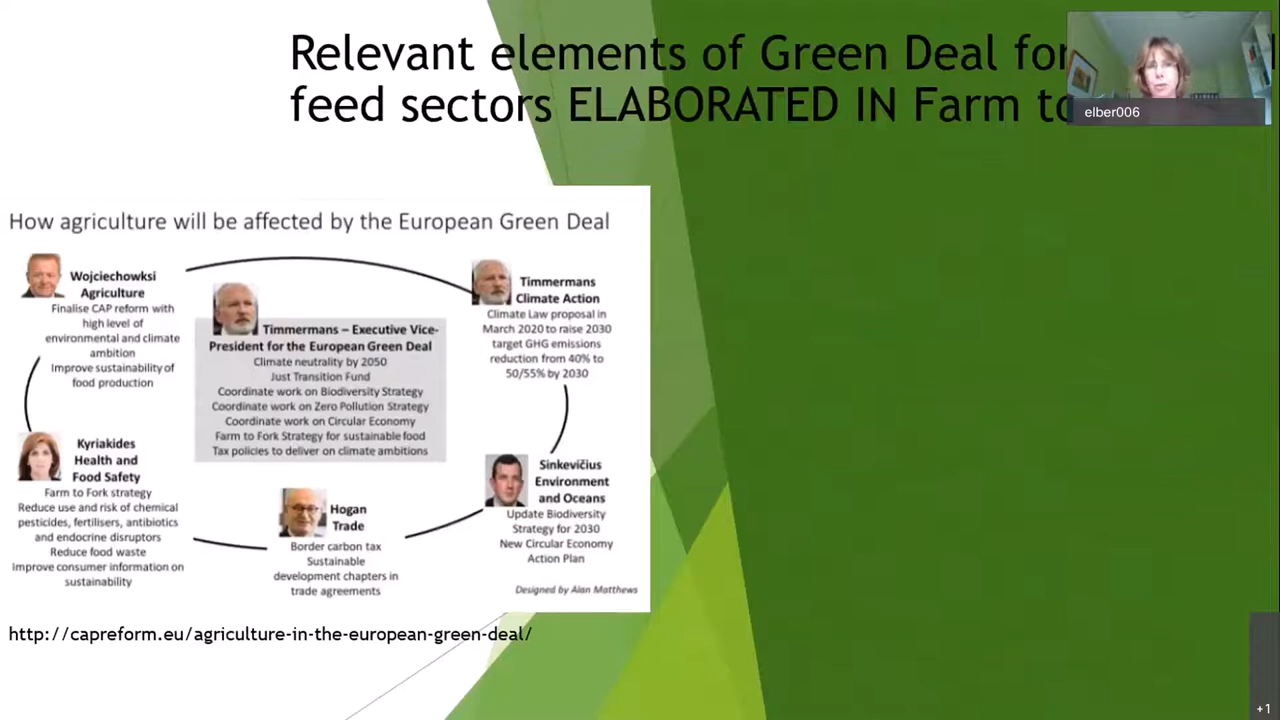 Relevant elements of Green Deal for
feed sectors ELABORATED IN Farm to
elber006
How agriculture will be affected by the European Green Deal
Wojciechowksi
Agriculture
Finalise CAP reform with
high level of
environmental and climate
ambition
Improve sustainability of
food production
Timmermans – Executive Vice-
President for the European Green Deal
Climate neutrality by 2050
Just Transition Fund
Coordinate work on Biodiversity Strategy
Coordinate work on Zero Pollution Strategy
Coordinate work on Circular Economy
Farm to Fork Strategy for sustainable food
Tax policies to deliver on climate ambitions
Timmermans
Climate Action
Climate Law proposal in
March 2020 to raise 2030
target GHG emissions
reduction from 40% to
50/55% by 2030
Kyriakides
Health and
Food Safety
Farm to Fork strategy
Reduce use and risk of chemical
pesticides, fertilisers, antibiotics
and endocrine disruptors
Reduce food waste
Improve consumer information on
sustainability
Hogan
Trade
Border carbon tax
Sustainable
development chapters in
trade agreements
Sinkevičius
Environment
and Oceans
Update Biodiversity
Strategy for 2030
New Circular Economy
Action Plan
Designed by Alan Matthews
http://capreform.eu/agriculture-in-the-european-green-deal/
+1